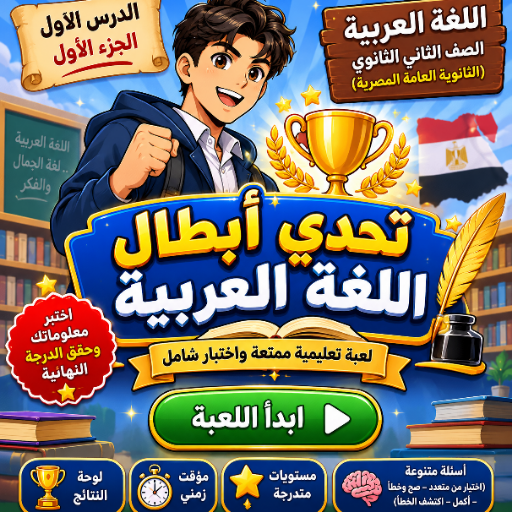 اللغة العربية
الصف الثاني الثانوي
(الثانوية العامة المصرية)
الدرس الأول
الجزء الأول
اللغة العربية
.. لغة الجمال
والفكر
تحدي أبطال
اللغة العربية
لعبة تعليمية ممتعة واختبار شامل
اختبر
معلوماتك
وحقق الدرجة
النهائية
ابدأ اللعبة
أسئلة متنوعة
(اختيار من متعدد - صح وخطأ
- أكمل - اكتشف الخطأ)
مستويات
متدرجة
مؤقت
زمني
لوحة
النتائج